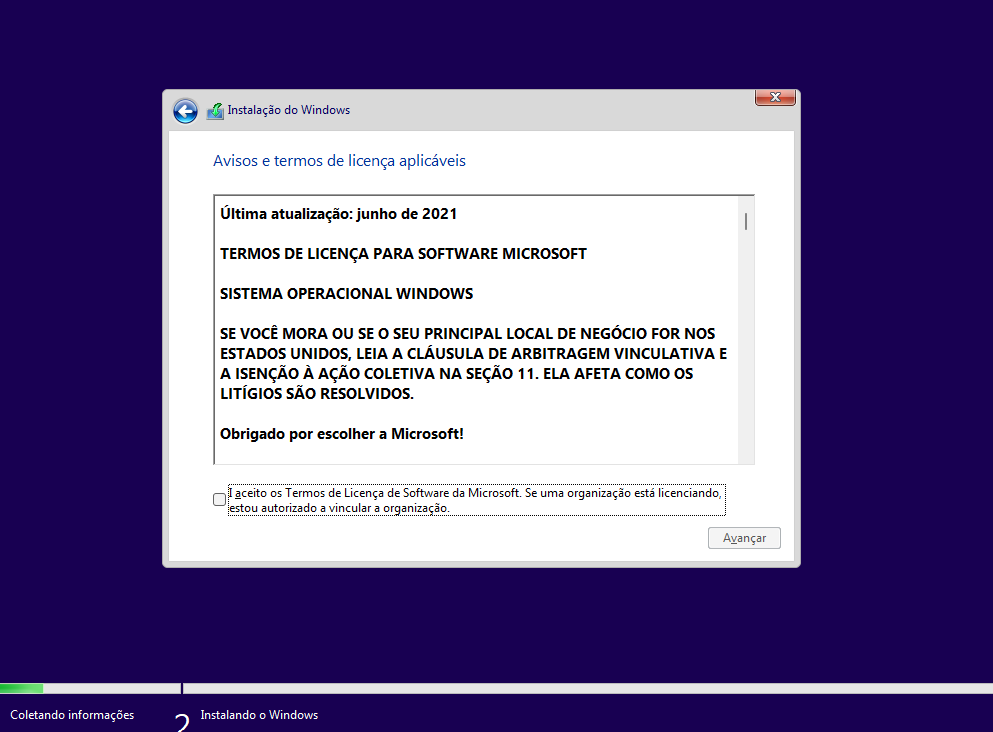 Instalação do Windows
Avisos e termos de licença aplicáveis
Última atualização: junho de 2021
TERMOS DE LICENÇA PARA SOFTWARE MICROSOFT
SISTEMA OPERACIONAL WINDOWS
SE VOCÊ MORA OU SE O SEU PRINCIPAL LOCAL DE NEGÓCIO FOR NOS
ESTADOS UNIDOS, LEIA A CLÁUSULA DE ARBITRAGEM VINCULATIVA E
A ISENÇÃO À AÇÃO COLETIVA NA SEÇÃO 11. ELA AFETA COMO OS
LITÍGIOS SÃO RESOLVIDOS.
Obrigado por escolher a Microsoft!
I aceito os Termos de Licença de Software da Microsoft. Se uma organização está licenciando,
estou autorizado a vincular a organização.
Avançar
Coletando informações
2 Instalando o Windows